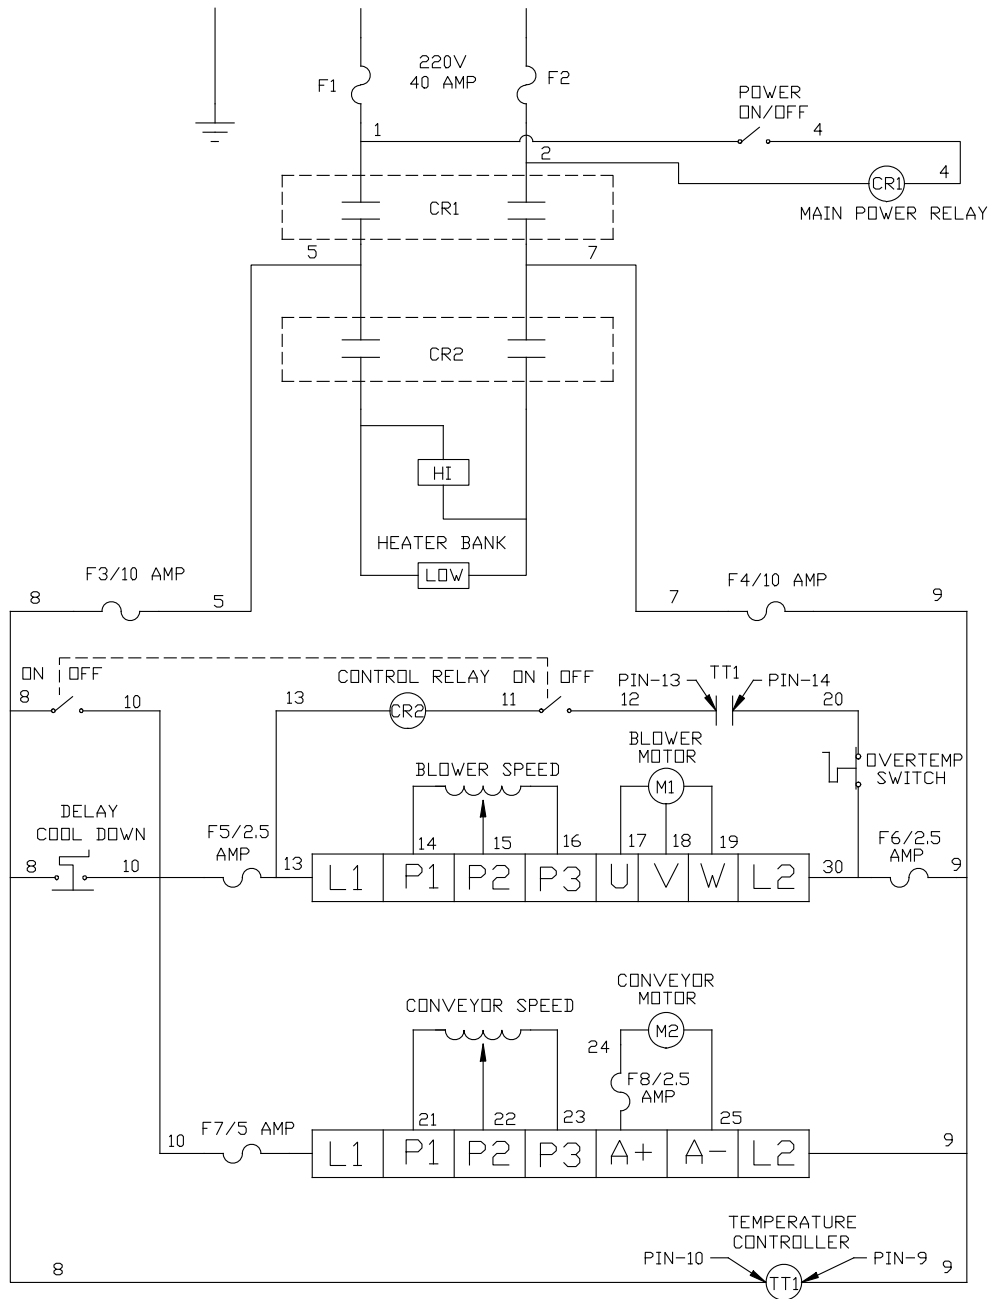 220V
40 AMP
F1
F2
POWER
ON/OFF
1
4
2
4
CR1
MAIN POWER RELAY
CR1
5
7
CR2
HI
HEATER BANK
LOW
F3/10 AMP
F4/10 AMP
8
5
7
9
ON
OFF
CONTROL RELAY
ON
OFF
PIN-13
TT1
PIN-14
8
10
13
CR2
11
12
20
BLOWER
MOTOR
M1
OVERTEMP
SWITCH
BLOWER SPEED
DELAY
COOL DOWN
F5/2.5
AMP
F6/2.5
AMP
14
15
16
17
18
19
8
10
13
L1
P1
P2
P3
U
V
W
L2
30
9
CONVEYOR SPEED
CONVEYOR
MOTOR
M2
24
F8/2.5
AMP
21
22
23
25
F7/5 AMP
10
L1
P1
P2
P3
A+
A-
L2
9
TEMPERATURE
CONTROLLER
PIN-10
PIN-9
8
TT1
9